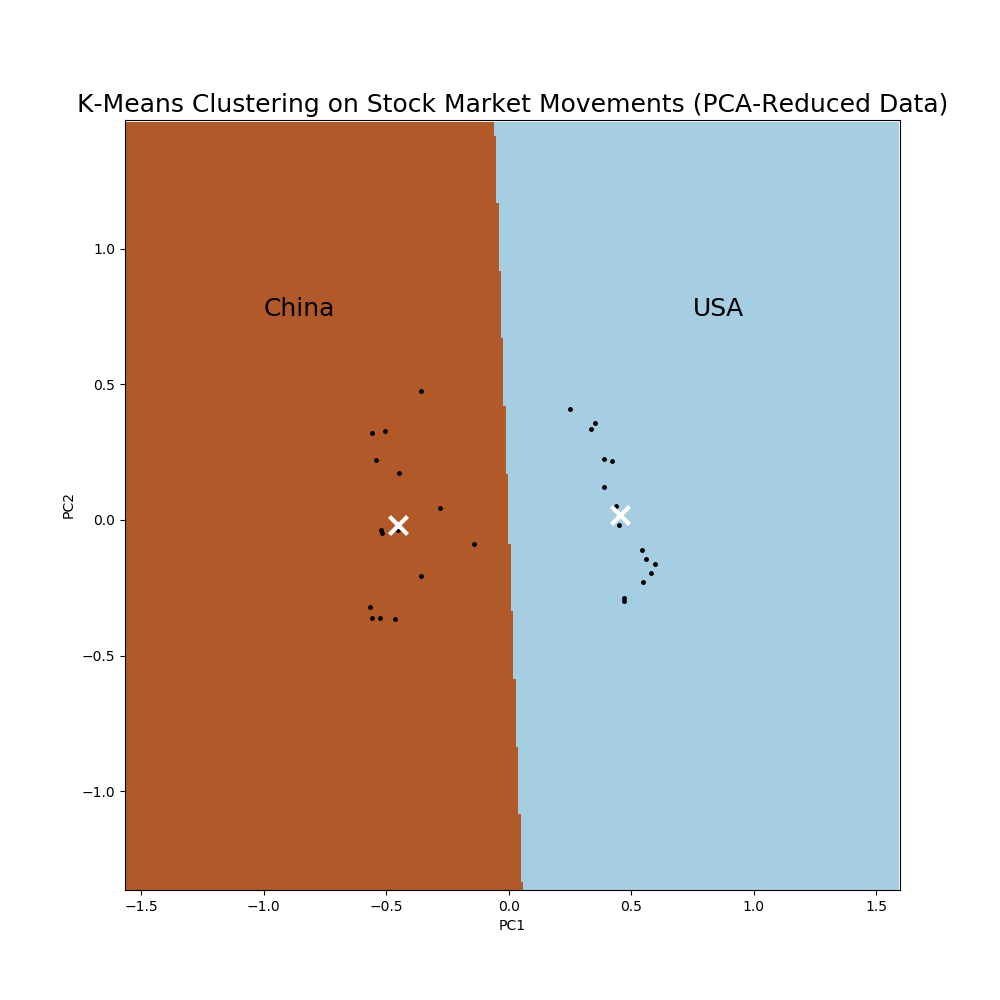 K-Means Clustering on Stock Market Movements (PCA-Reduced Data)
1.0
China
USA
0.5
PC2
0.0
−0.5
−1.0
−1.5 −1.0 −0.5 0.0 0.5 1.0 1.5
PC1